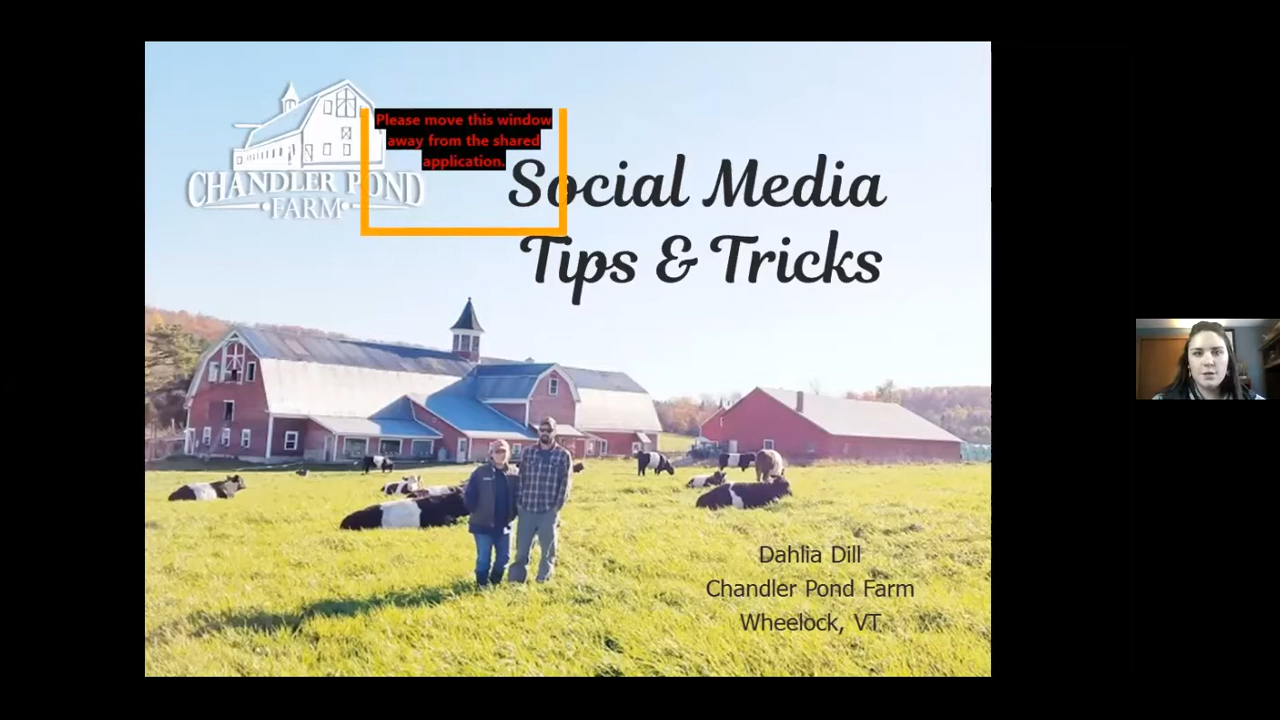 CHANDLER POND
FARM
Please move this window
away from the shared
application.
Social Media
Tips & Tricks
Dahlia Dill
Chandler Pond Farm
Wheelock, VT